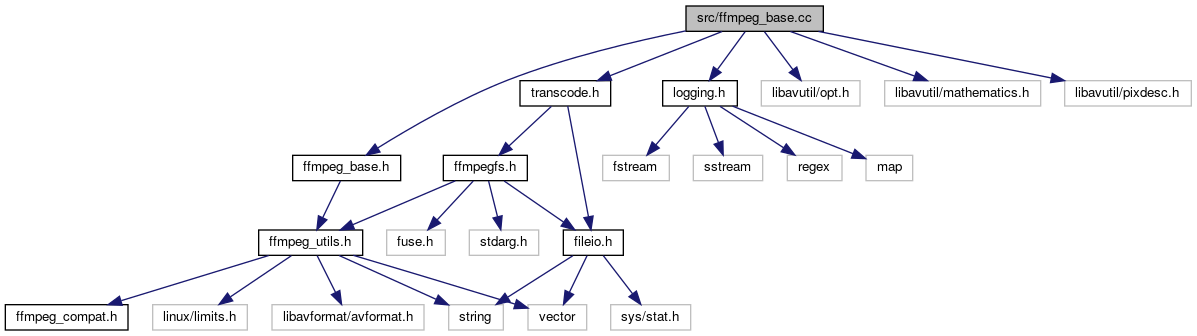 src/ffmpeg_base.cc
transcode.h
logging.h
libavutil/opt.h
libavutil/mathematics.h
libavutil/pixdesc.h
ffmpeg_base.h
ffmpegfs.h
fstream
sstream
regex
map
ffmpeg_utils.h
fuse.h
stdarg.h
fileio.h
ffmpeg_compat.h
linux/limits.h
libavformat/avformat.h
string
vector
sys/stat.h